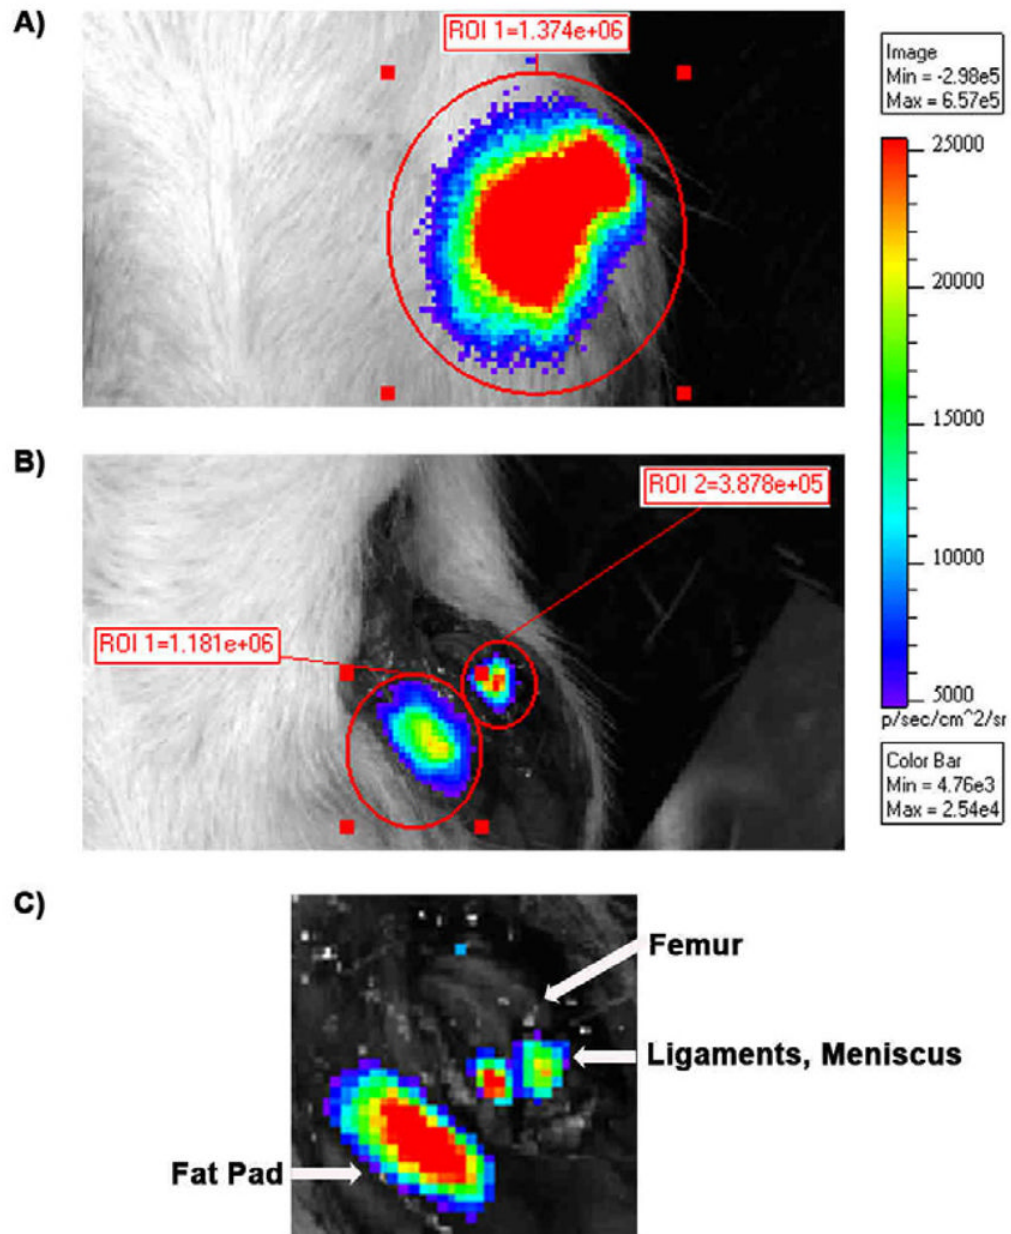 A)
ROI 1=1.374e+06
Image
Min = -2.98e5
Max = 6.57e5
25000
20000
15000
10000
5000
p/sec/cm^2/sr
Color Bar
Min = 4.76e3
Max = 2.54e4
B)
ROI 2=3.878e+05
ROI 1=1.181e+06
C)
Femur
Ligaments, Meniscus
Fat Pad